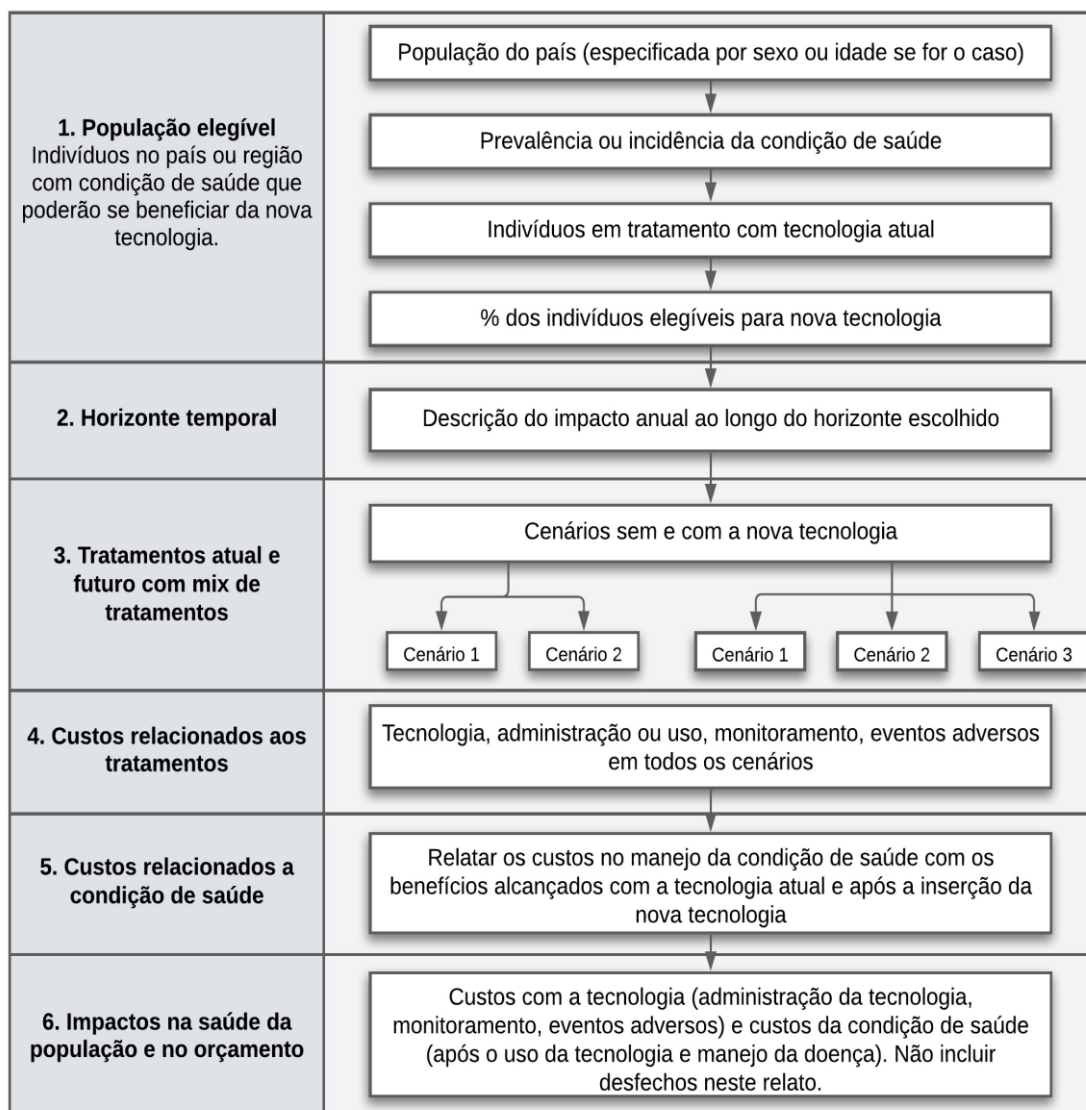 1. População elegível
Indivíduos no país ou região
com condição de saúde que
poderão se beneficiar da nova
tecnologia.
População do país (especificada por sexo ou idade se for o caso)
Prevalência ou incidência da condição de saúde
Indivíduos em tratamento com tecnologia atual
% dos indivíduos elegíveis para nova tecnologia
2. Horizonte temporal
Descrição do impacto anual ao longo do horizonte escolhido
3. Tratamentos atual e
futuro com mix de
tratamentos
Cenários sem e com a nova tecnologia
Cenário 1
Cenário 2
Cenário 1
Cenário 2
Cenário 3
4. Custos relacionados aos
tratamentos
Tecnologia, administração ou uso, monitoramento, eventos adversos
em todos os cenários
5. Custos relacionados a
condição de saúde
Relatar os custos no manejo da condição de saúde com os
benefícios alcançados com a tecnologia atual e após a inserção da
nova tecnologia
6. Impactos na saúde da
população e no orçamento
Custos com a tecnologia (administração da tecnologia,
monitoramento, eventos adversos) e custos da condição de saúde
(após o uso da tecnologia e manejo da doença). Não incluir
desfechos neste relato.